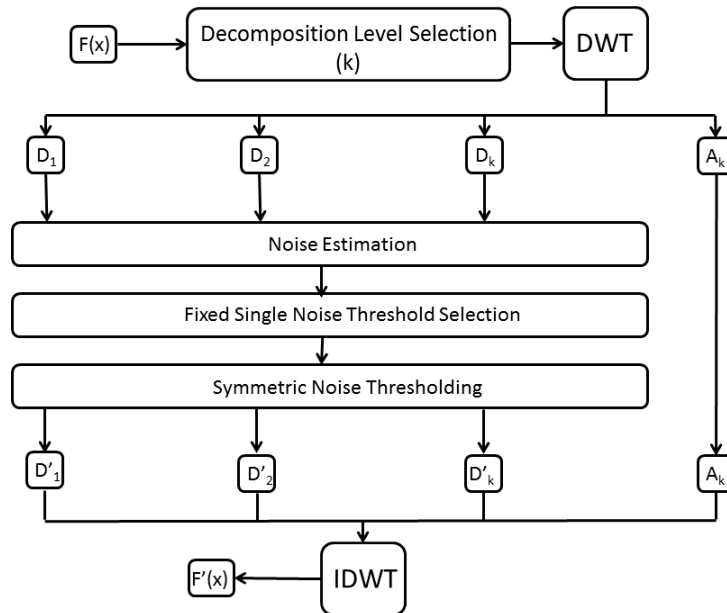 F(x)
Decomposition Level Selection
(k)
DWT
D₁
D₂
Dₖ
Aₖ
Noise Estimation
Fixed Single Noise Threshold Selection
Symmetric Noise Thresholding
D'₁
D'₂
D'ₖ
Aₖ
F'(x)
IDWT